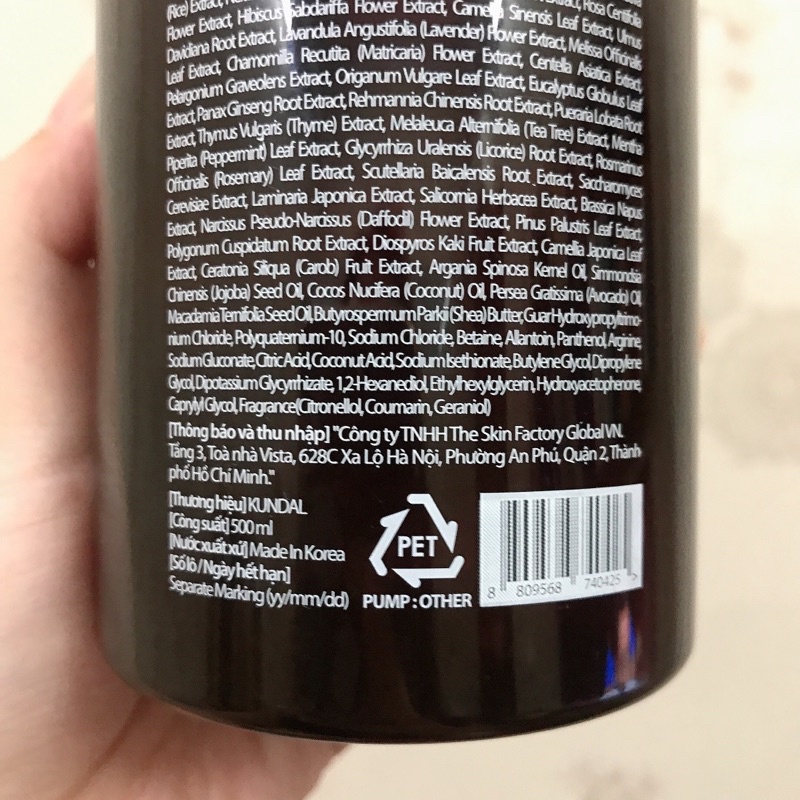 (Rice) Extract, Rosa Centifolia
Flower Extract, Hibiscus Sabdariffa Flower Extract, Camellia Sinensis Leaf Extract, Ulmus
Davidiana Root Extract, Lavandula Angustifolia (Lavender) Flower Extract, Melissa Officinalis
Leaf Extract, Chamomilla Recutita (Matricaria) Flower Extract, Centella Asiatica Extract,
Pelargonium Graveolens Extract, Origanum Vulgare Leaf Extract, Eucalyptus Globulus Leaf
Extract, Panax Ginseng Root Extract, Rehmannia Chinensis Root Extract, Pueraria Lobata Root
Extract, Thymus Vulgaris (Thyme) Extract, Melaleuca Alternifolia (Tea Tree) Extract, Mentha
Piperita (Peppermint) Leaf Extract, Glycyrrhiza Uralensis (Licorice) Root Extract, Rosmarinus
Officinalis (Rosemary) Leaf Extract, Scutellaria Baicalensis Root Extract, Saccharomyces
Cerevisiae Extract, Laminaria Japonica Extract, Salicornia Herbacea Extract, Brassica Napus
Extract, Narcissus Pseudo-Narcissus (Daffodil) Flower Extract, Pinus Palustris Leaf Extract,
Polygonum Cuspidatum Root Extract, Diospyros Kaki Fruit Extract, Camellia Japonica Leaf
Extract, Ceratonia Siliqua (Carob) Fruit Extract, Argania Spinosa Kernel Oil, Simmondsia
Chinensis (Jojoba) Seed Oil, Cocos Nucifera (Coconut) Oil, Persea Gratissima (Avocado) Oil,
Macadamia Ternifolia Seed Oil, Butyrospermum Parkii (Shea) Butter, Guar Hydroxypropyltrimo-
nium Chloride, Polyquaternium-10, Sodium Chloride, Betaine, Allantoin, Panthenol, Arginine,
Sodium Gluconate, Citric Acid, Coconut Acid, Sodium Isethionate, Butylene Glycol, Dipropylene
Glycol, Dipotassium Glycyrrhizate, 1,2-Hexanediol, Ethylhexylglycerin, Hydroxyacetophenone,
Caprylyl Glycol, Fragrance(Citronellol, Coumarin, Geraniol)
[Thông báo và thu nhập] "Công ty TNHH The Skin Factory Global VN.
Tầng 3, Toà nhà Vista, 628C Xa Lộ Hà Nội, Phường An Phú, Quận 2, Thành
phố Hồ Chí Minh."
[Thương hiệu] KUNDAL
[Công suất] 500 ml
[Nước xuất xứ] Made In Korea
[Số lô / Ngày hết hạn]
Separate Marking (yy/mm/dd)
PET
PUMP : OTHER
8 809568 740425 >